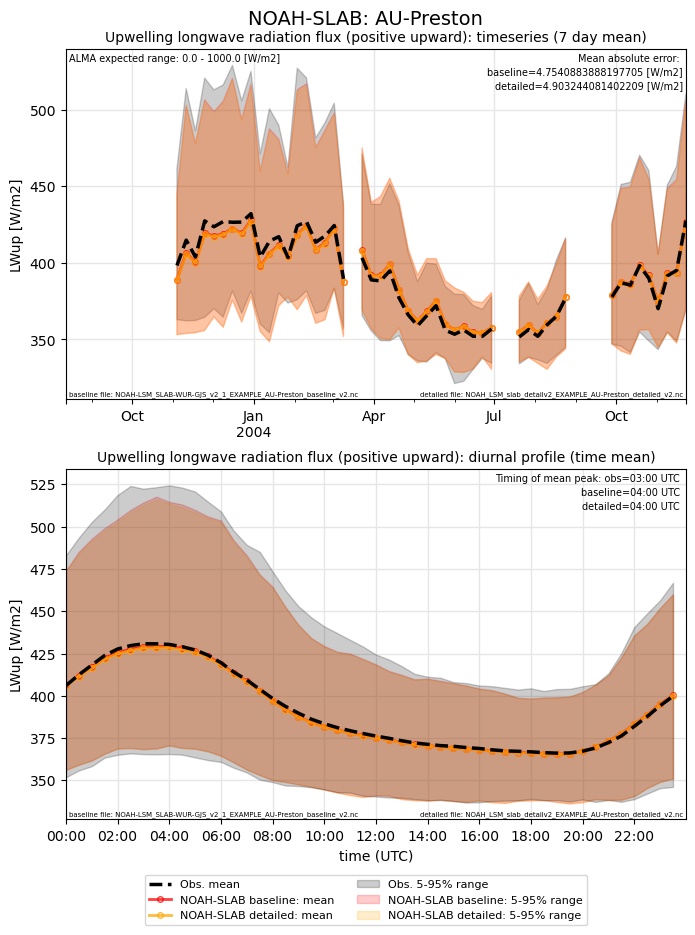 NOAH-SLAB: AU-Preston
Upwelling longwave radiation flux (positive upward): timeseries (7 day mean)
ALMA expected range: 0.0 - 1000.0 [W/m2]
Mean absolute error:
baseline=4.7540883888197705 [W/m2]
detailed=4.903244081402209 [W/m2]
500
450
400
350
LWup [W/m2]
baseline file: NOAH-LSM_SLAB-WUR-GJS_v2_1_EXAMPLE_AU-Preston_baseline_v2.nc
detailed file: NOAH_LSM_slab_detailv2_EXAMPLE_AU-Preston_detailed_v2.nc
Oct Jan Apr Jul Oct
2004
Upwelling longwave radiation flux (positive upward): diurnal profile (time mean)
Timing of mean peak: obs=03:00 UTC
baseline=04:00 UTC
detailed=04:00 UTC
525
500
475
450
425
400
375
350
LWup [W/m2]
baseline file: NOAH-LSM_SLAB-WUR-GJS_v2_1_EXAMPLE_AU-Preston_baseline_v2.nc
detailed file: NOAH_LSM_slab_detailv2_EXAMPLE_AU-Preston_detailed_v2.nc
00:00 02:00 04:00 06:00 08:00 10:00 12:00 14:00 16:00 18:00 20:00 22:00
time (UTC)
Obs. mean
NOAH-SLAB baseline: mean
NOAH-SLAB detailed: mean
Obs. 5-95% range
NOAH-SLAB baseline: 5-95% range
NOAH-SLAB detailed: 5-95% range